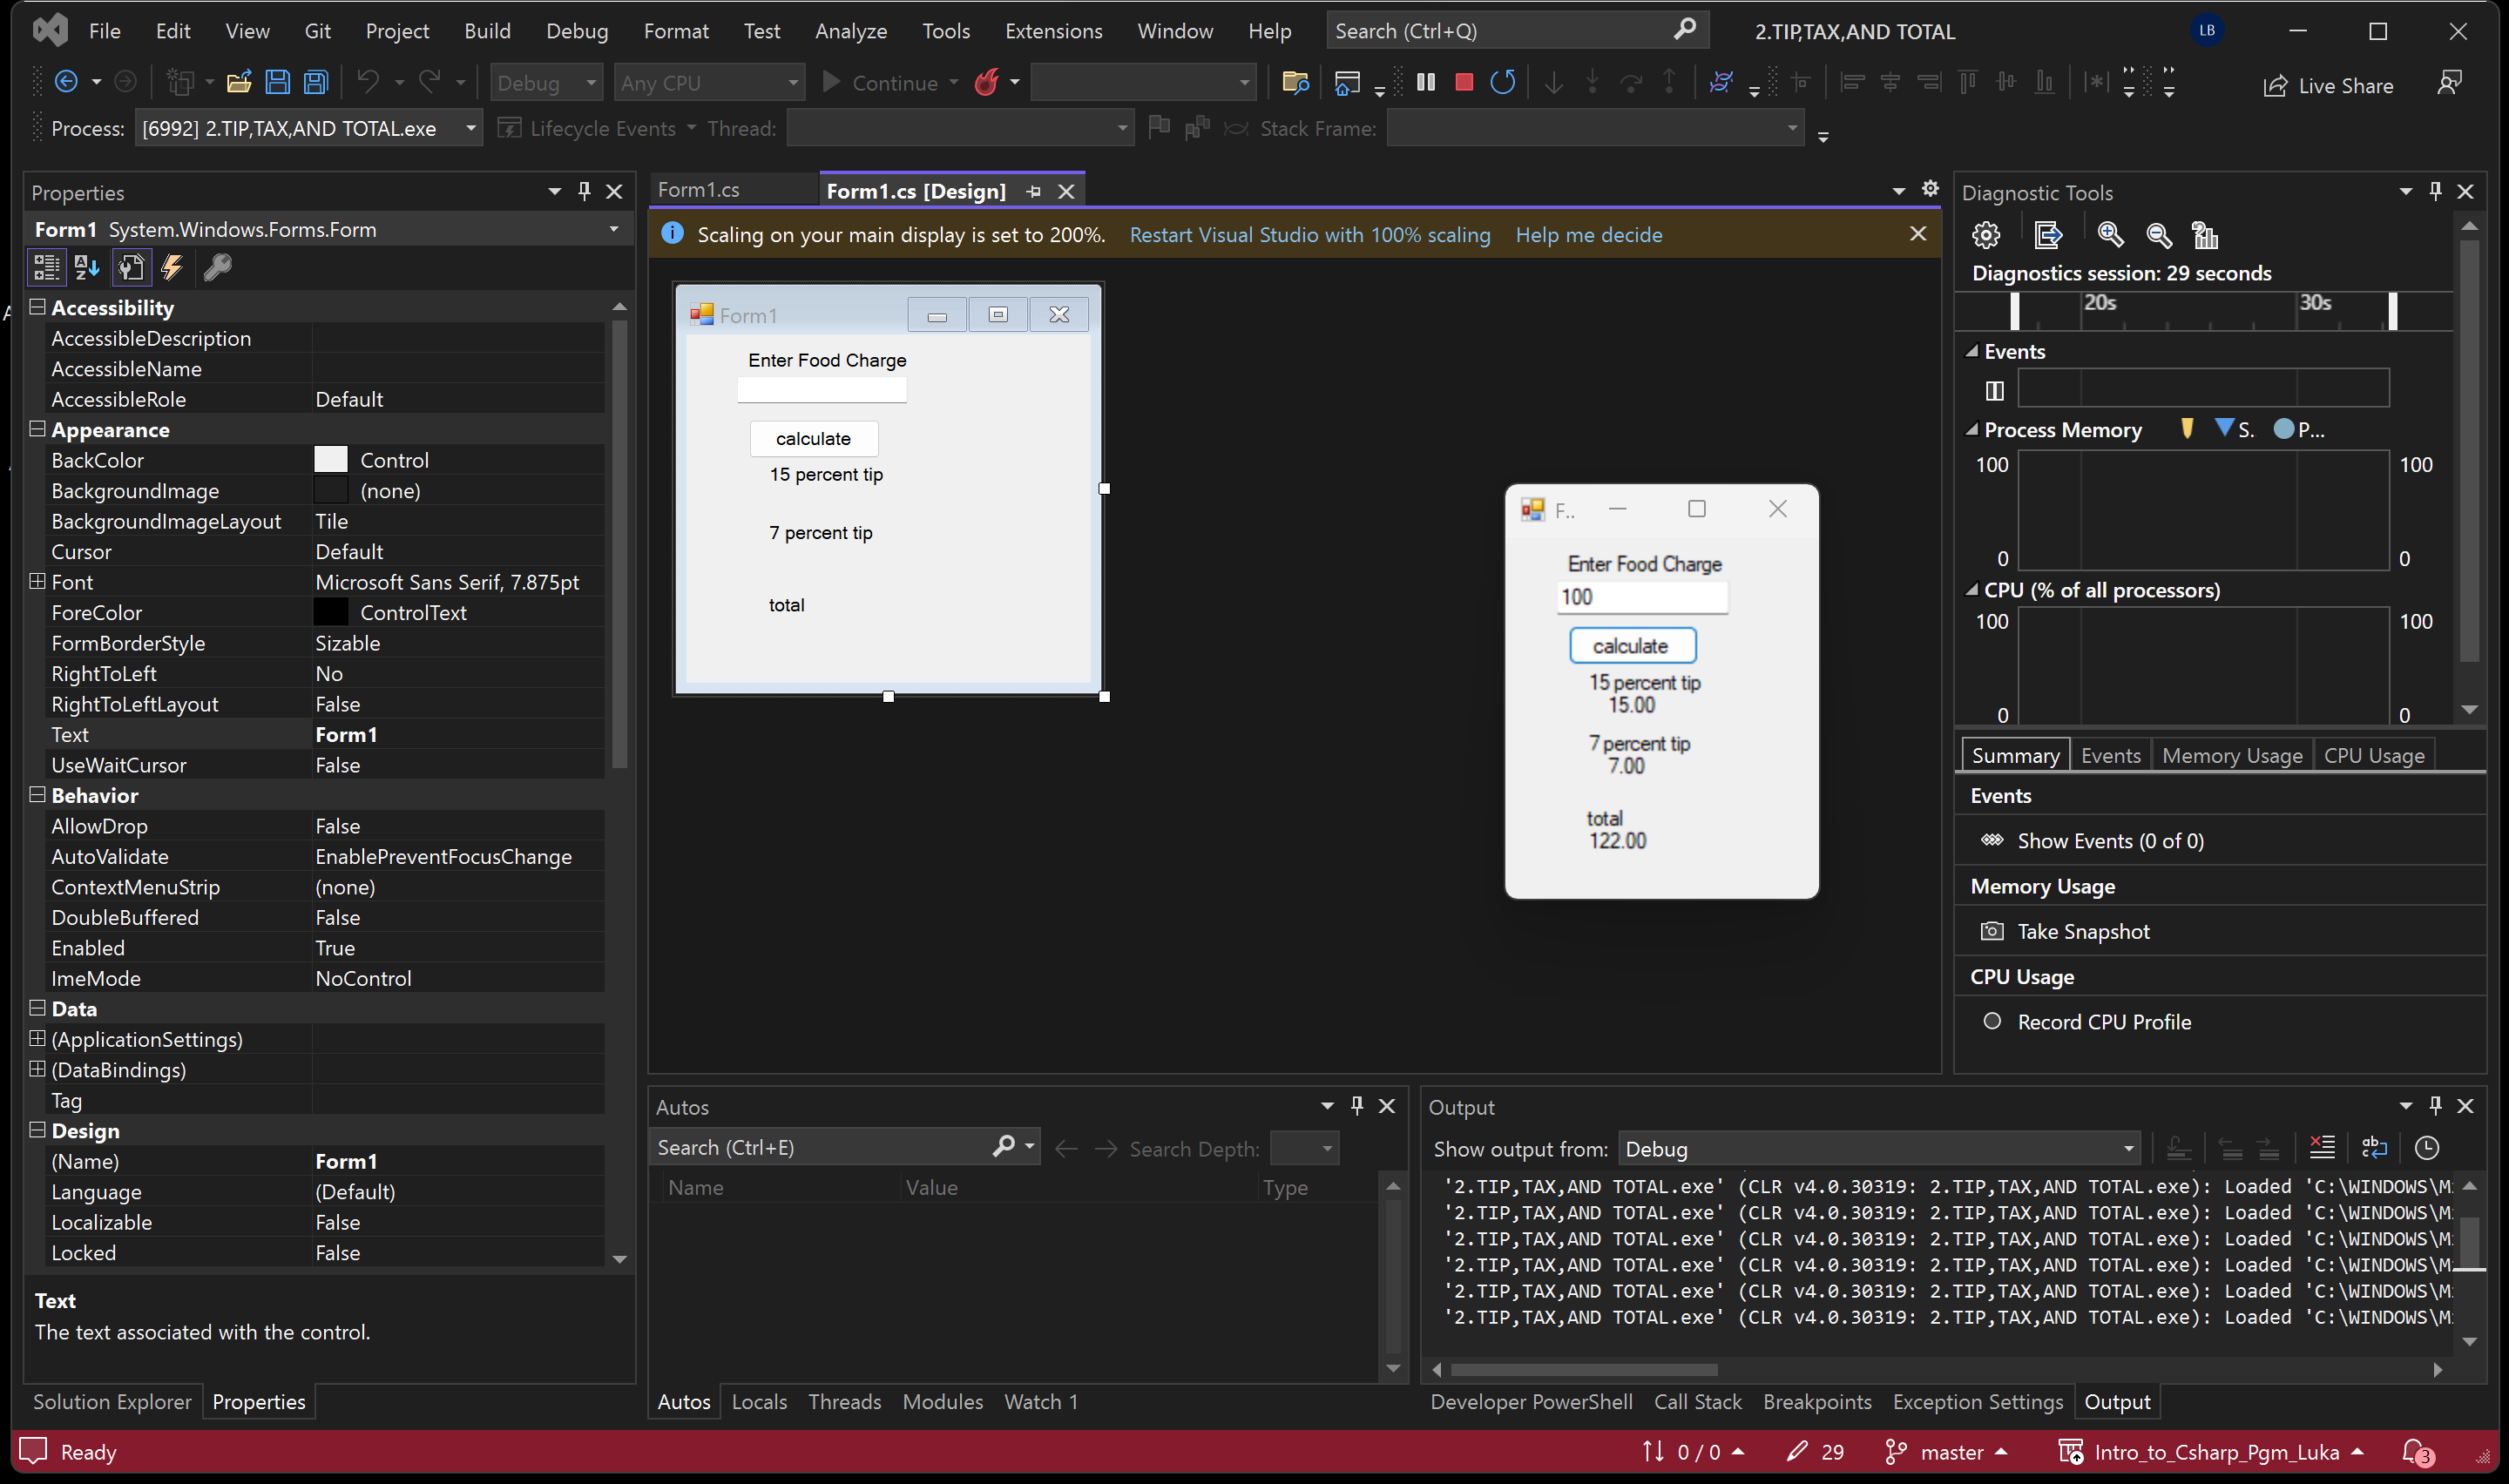 File Edit View Git Project Build Debug Format Test Analyze Tools Extensions Window Help Search (Ctrl+Q) 2.TIP,TAX,AND TOTAL LB
Debug Any CPU Continue Live Share
Process: [6992] 2.TIP,TAX,AND TOTAL.exe Lifecycle Events Thread: Stack Frame:
Properties
Form1 System.Windows.Forms.Form
Accessibility
AccessibleDescription
AccessibleName
AccessibleRole Default
Appearance
BackColor Control
BackgroundImage (none)
BackgroundImageLayout Tile
Cursor Default
Font Microsoft Sans Serif, 7.875pt
ForeColor ControlText
FormBorderStyle Sizable
RightToLeft No
RightToLeftLayout False
Text Form1
UseWaitCursor False
Behavior
AllowDrop False
AutoValidate EnablePreventFocusChange
ContextMenuStrip (none)
DoubleBuffered False
Enabled True
ImeMode NoControl
Data
(ApplicationSettings)
(DataBindings)
Tag
Design
(Name) Form1
Language (Default)
Localizable False
Locked False
Text
The text associated with the control.
Solution Explorer Properties
Form1.cs Form1.cs [Design]
Scaling on your main display is set to 200%. Restart Visual Studio with 100% scaling Help me decide
Form1
Enter Food Charge
calculate
15 percent tip
7 percent tip
total
F..
Enter Food Charge
100
calculate
15 percent tip
15.00
7 percent tip
7.00
total
122.00
Diagnostic Tools
Diagnostics session: 29 seconds
20s 30s
Events
Process Memory S.. P...
100 100
0 0
CPU (% of all processors)
100 100
0 0
Summary Events Memory Usage CPU Usage
Events
Show Events (0 of 0)
Memory Usage
Take Snapshot
CPU Usage
Record CPU Profile
Autos
Search (Ctrl+E) Search Depth:
Name Value Type
Autos Locals Threads Modules Watch 1
Output
Show output from: Debug
'2.TIP,TAX,AND TOTAL.exe' (CLR v4.0.30319: 2.TIP,TAX,AND TOTAL.exe): Loaded 'C:\WINDOWS\M
'2.TIP,TAX,AND TOTAL.exe' (CLR v4.0.30319: 2.TIP,TAX,AND TOTAL.exe): Loaded 'C:\WINDOWS\M
'2.TIP,TAX,AND TOTAL.exe' (CLR v4.0.30319: 2.TIP,TAX,AND TOTAL.exe): Loaded 'C:\WINDOWS\M
'2.TIP,TAX,AND TOTAL.exe' (CLR v4.0.30319: 2.TIP,TAX,AND TOTAL.exe): Loaded 'C:\WINDOWS\M
'2.TIP,TAX,AND TOTAL.exe' (CLR v4.0.30319: 2.TIP,TAX,AND TOTAL.exe): Loaded 'C:\WINDOWS\M
'2.TIP,TAX,AND TOTAL.exe' (CLR v4.0.30319: 2.TIP,TAX,AND TOTAL.exe): Loaded 'C:\WINDOWS\M
Developer PowerShell Call Stack Breakpoints Exception Settings Output
Ready 0 / 0 29 master Intro_to_Csharp_Pgm_Luka 3